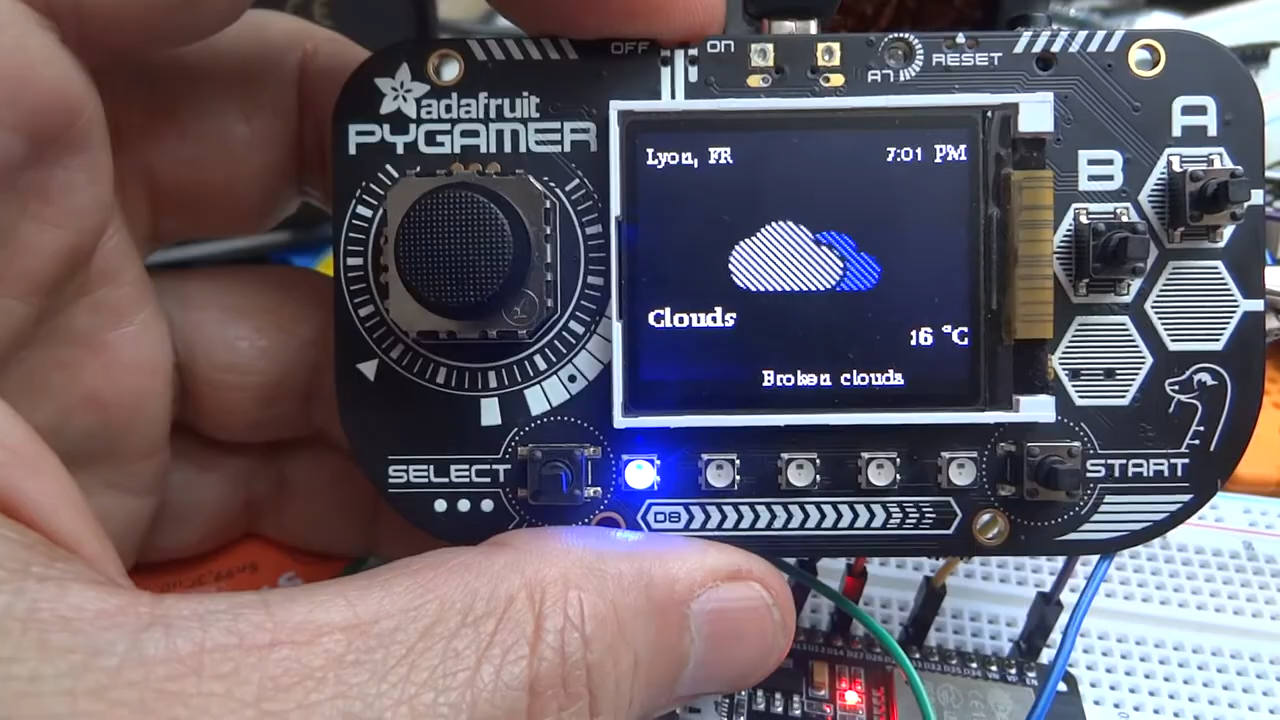 OFF ON
A7 RESET
adafruit
PYGAMER
A
B
Lyon, FR 7:01 PM
Clouds
16 °C
Broken clouds
SELECT START
D8